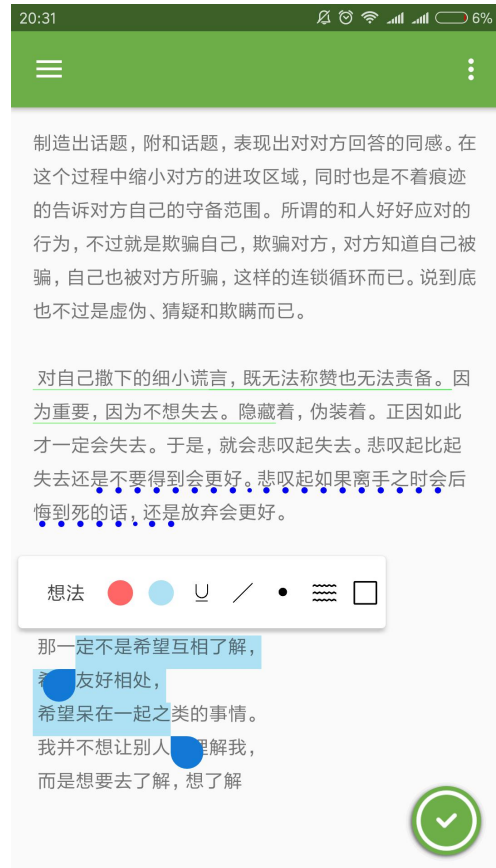 20:31
6%
制造出话题，附和话题，表现出对对方回答的同感。在
这个过程中缩小对方的进攻区域，同时也是不着痕迹
的告诉对方自己的守备范围。所谓的和人好好应对的
行为，不过就是欺骗自己，欺骗对方，对方知道自己被
骗，自己也被对方所骗，这样的连锁循环而已。说到底
也不过是虚伪、猜疑和欺瞒而已。
对自己撒下的细小谎言，既无法称赞也无法责备。因
为重要，因为不想失去。隐藏着，伪装着。正因如此
才一定会失去。于是，就会悲叹起失去。悲叹起比起
失去还是不要得到会更好。悲叹起如果离手之时会后
悔到死的话，还是放弃会更好。
想法 U
那一定不是希望互相了解，
友好相处，
希望呆在一起之类的事情。
我并不想让别人理解我，
而是想要去了解，想了解